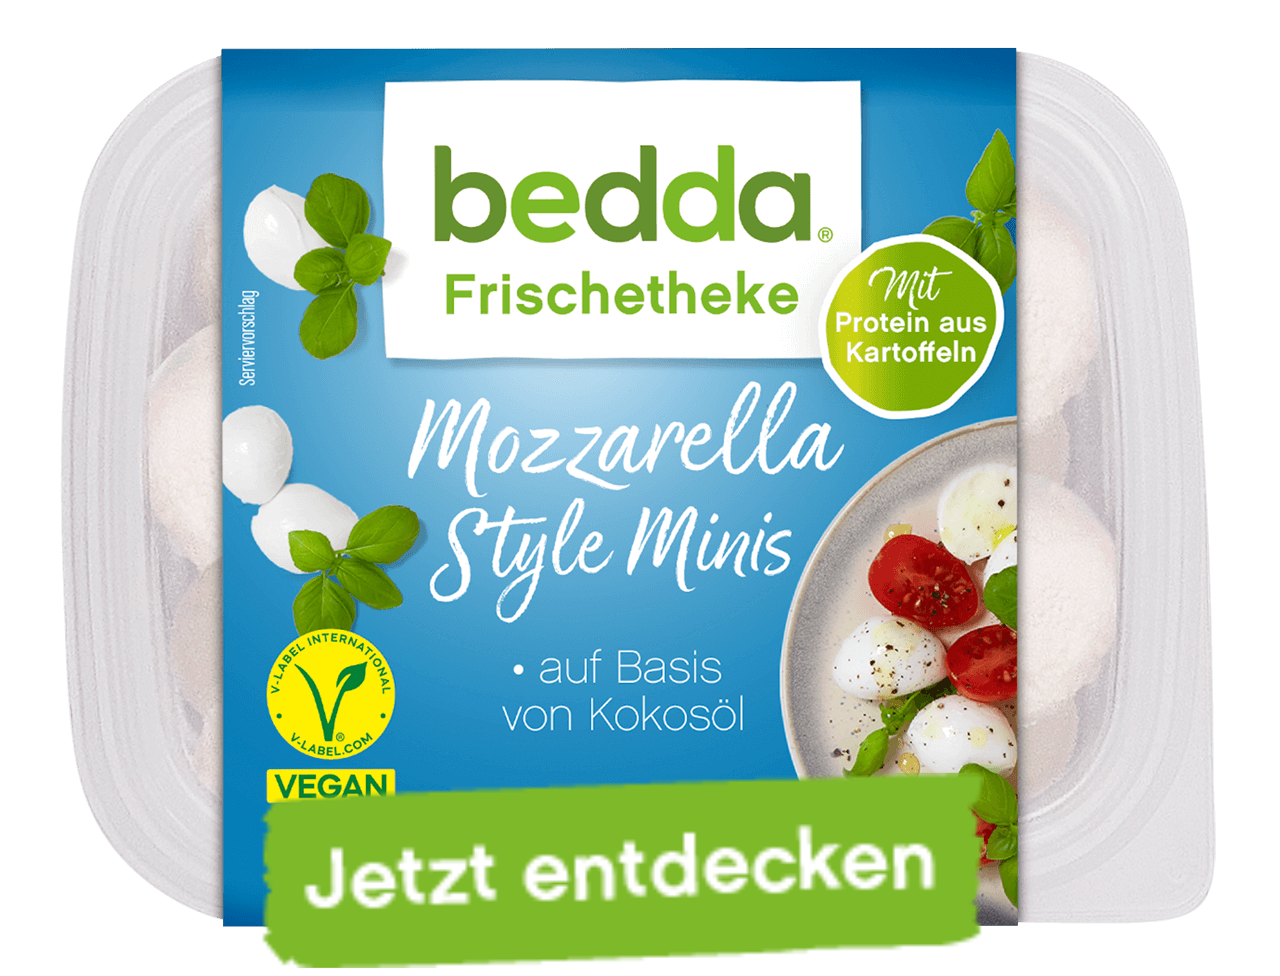 bedda®
Frischetheke
Mit
Protein aus
Kartoffeln
Serviervorschlag
Mozzarella
Style Minis
• auf Basis
von Kokosöl
V-LABEL INTERNATIONAL
®
• V-LABEL.COM •
VEGAN
Jetzt entdecken